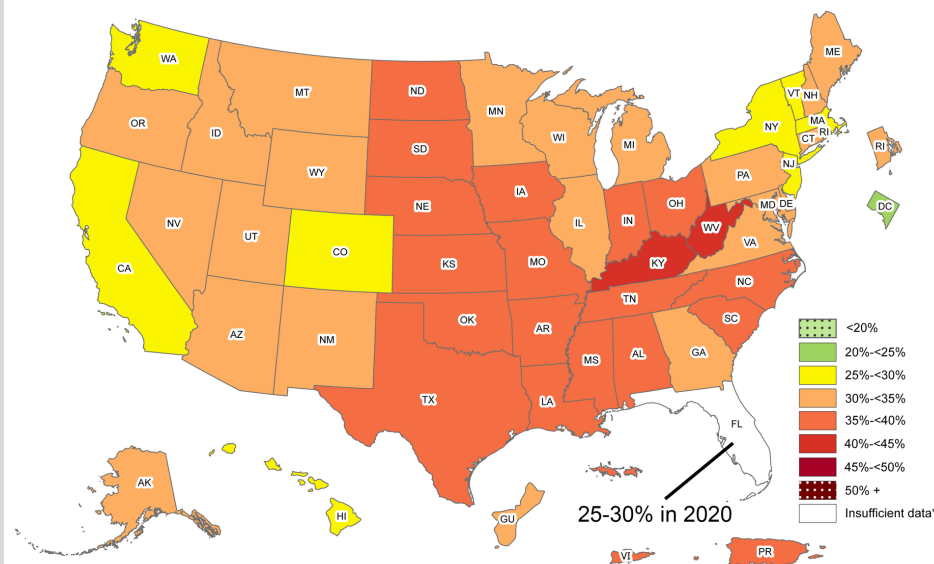 WA
ME
MT
ND
VT
NH
MN
OR
ID
SD
WI
NY
MA
CT
RI
MI
RI
WY
NJ
PA
IA
NE
OH
MD
DE
DC
NV
UT
IL
IN
WV
CO
VA
CA
KS
MO
KY
NC
TN
OK
AZ
NM
AR
SC
MS
AL
GA
TX
LA
FL
<20%
20%-<25%
25%-<30%
30%-<35%
35%-<40%
40%-<45%
45%-<50%
50% +
Insufficient data'
AK
HI
GU
25-30% in 2020
VI
PR